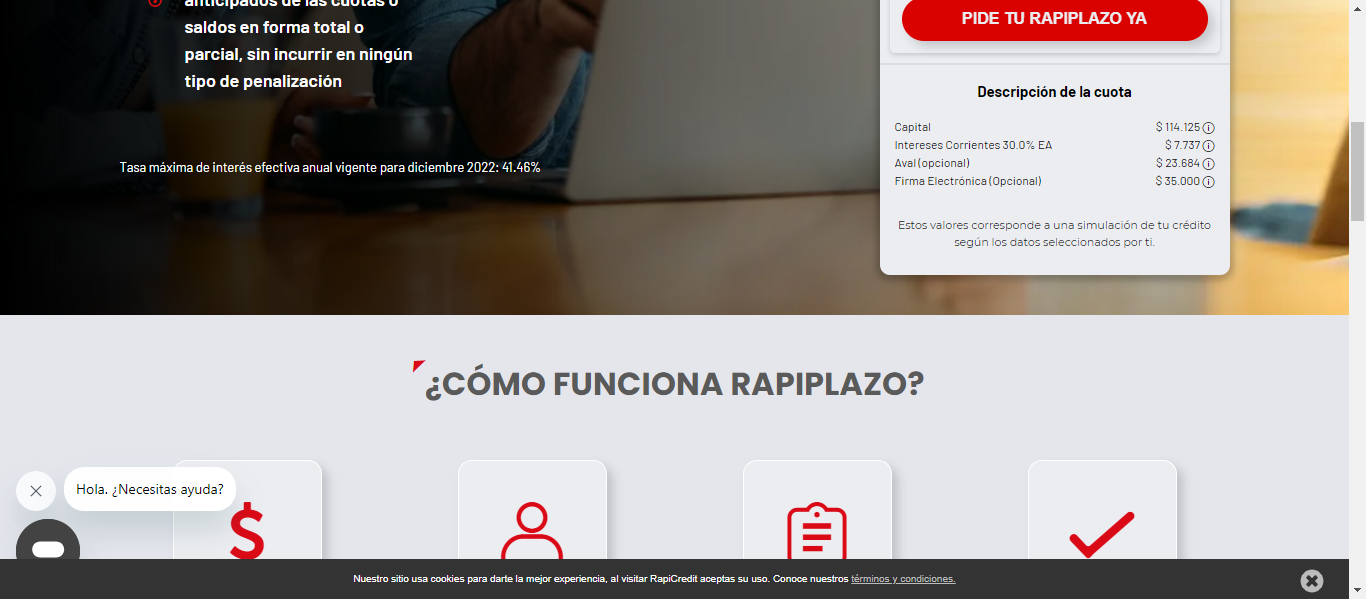 anticipados de las cuotas o
saldos en forma total o
parcial, sin incurrir en ningún
tipo de penalización
Tasa máxima de interés efectiva anual vigente para diciembre 2022: 41.46%
PIDE TU RAPIPLAZO YA
Descripción de la cuota
Capital $ 114.125
Intereses Corrientes 30.0% EA $ 7.737
Aval (opcional) $ 23.684
Firma Electrónica (Opcional) $ 35.000
Estos valores corresponde a una simulación de tu crédito
según los datos seleccionados por ti.
¿CÓMO FUNCIONA RAPIPLAZO?
Hola. ¿Necesitas ayuda?
Nuestro sitio usa cookies para darte la mejor experiencia, al visitar RapiCredit aceptas su uso. Conoce nuestros términos y condiciones.